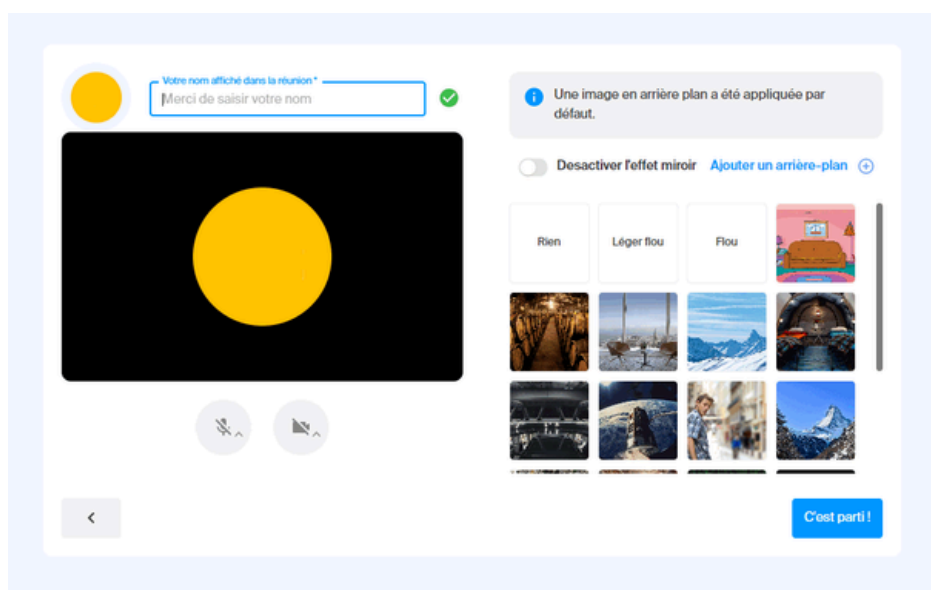 Votre nom affiché dans la réunion *
Merci de saisir votre nom
Une image en arrière plan a été appliquée par
défaut.
Desactiver l'effet miroir
Ajouter un arrière-plan
Rien
Léger flou
Flou
C'est parti !